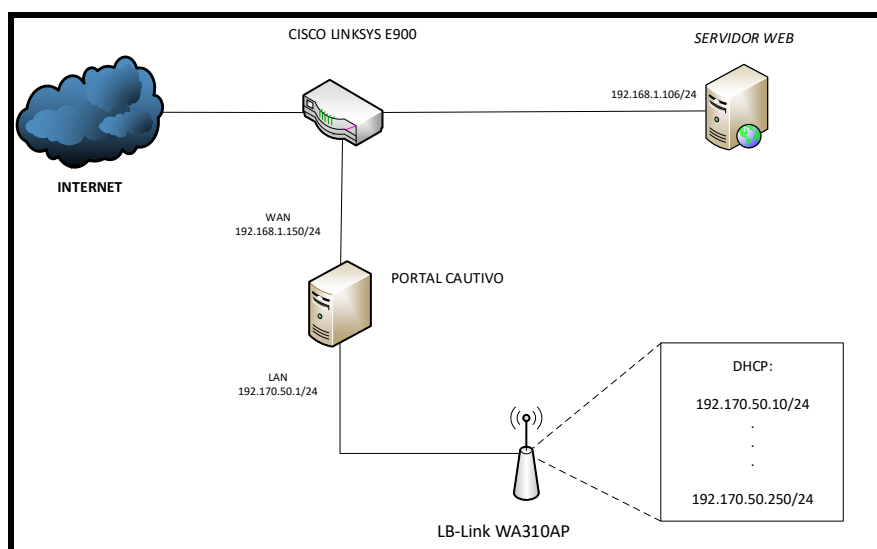 CISCO LINKSYS E900
SERVIDOR WEB
192.168.1.106/24
INTERNET
WAN
192.168.1.150/24
PORTAL CAUTIVO
LAN
192.170.50.1/24
DHCP:
192.170.50.10/24
.
.
.
192.170.50.250/24
LB-Link WA310AP